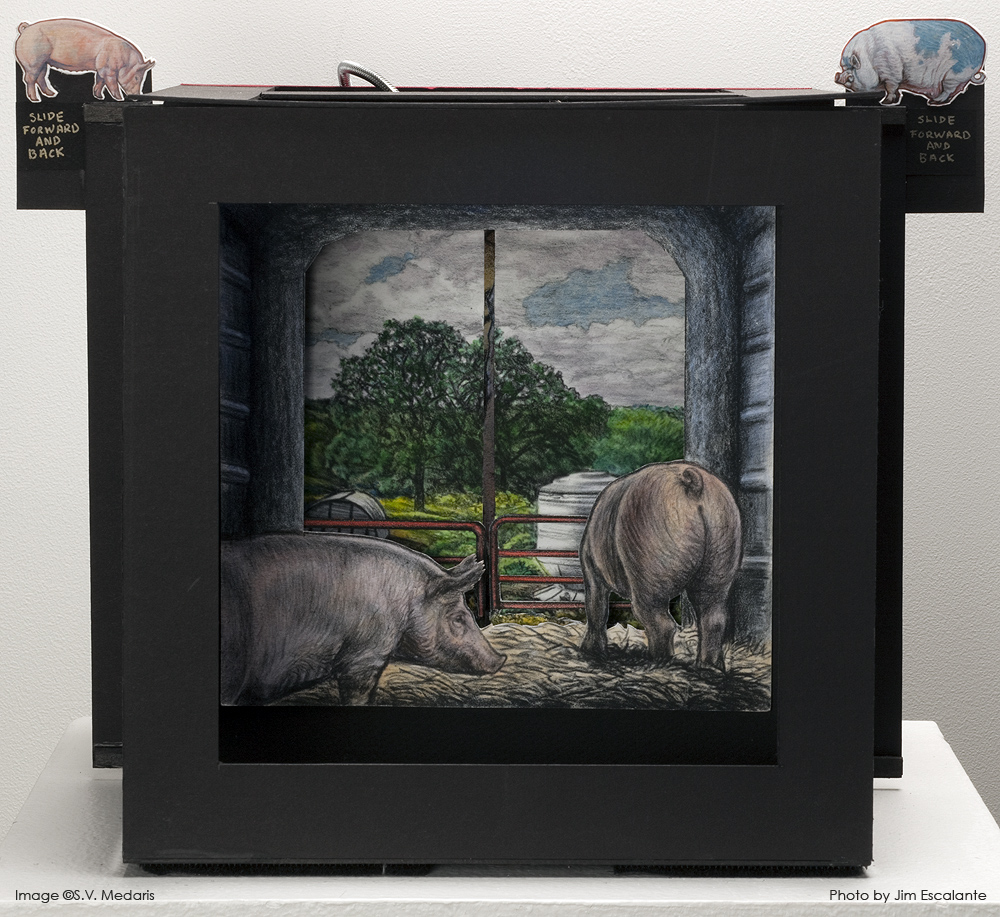 SLIDE
FORWARD
AND
BACK
SLIDE
FORWARD
AND
BACK
Image ©S.V. Medaris
Photo by Jim Escalante